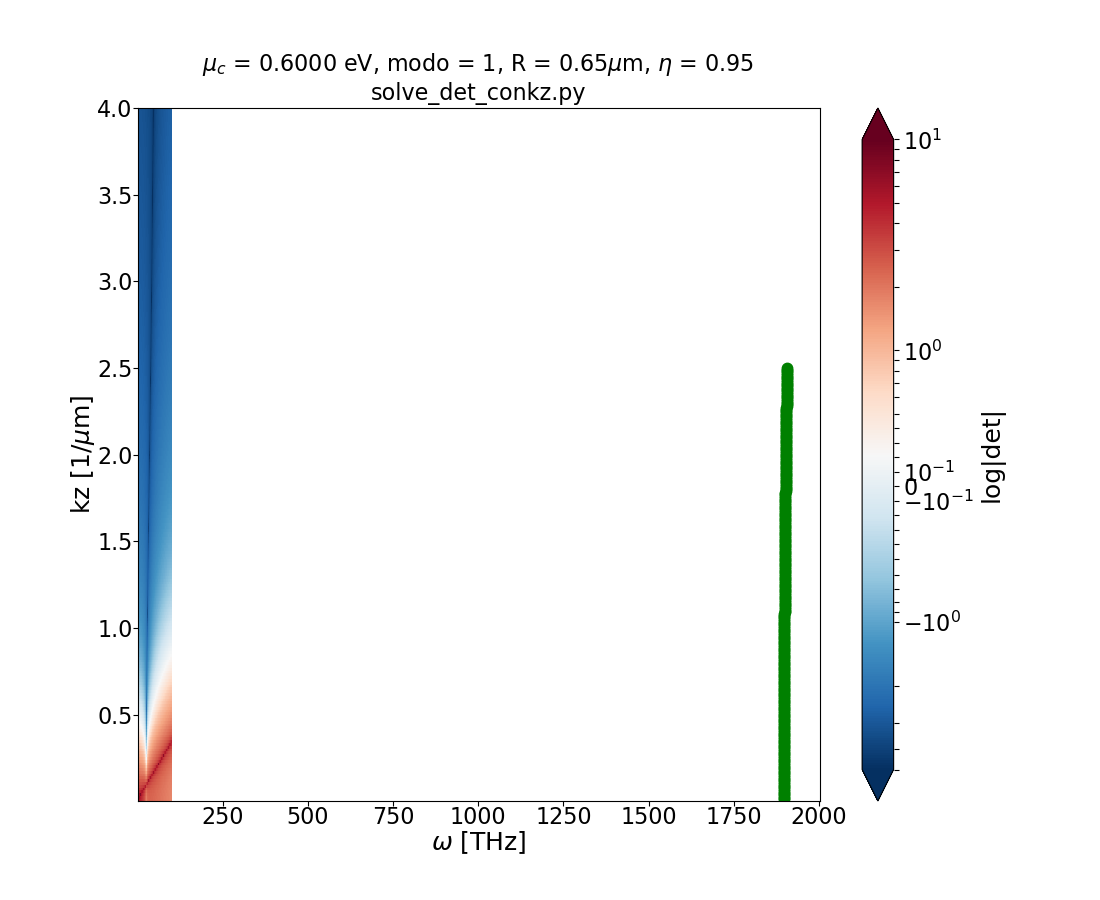 μc = 0.6000 eV, modo = 1, R = 0.65μm, η = 0.95
solve_det_conkz.py
4.0
3.5
3.0
2.5
2.0
1.5
1.0
0.5
kz [1/μm]
250 500 750 1000 1250 1500 1750 2000
ω [THz]
10¹
10⁰
10⁻¹
0
−10⁻¹
−10⁰
log|det|